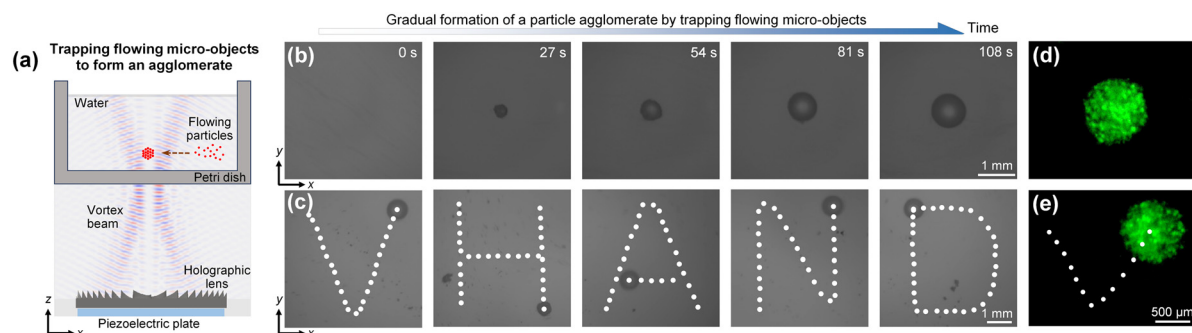 Gradual formation of a particle agglomerate by trapping flowing micro-objects
Time
(a)
Trapping flowing micro-objects
to form an agglomerate
Water
Flowing
particles
Petri dish
Vortex
beam
Holographic
lens
z
x
Piezoelectric plate
(b)
0 s
27 s
54 s
81 s
108 s
y
x
1 mm
(c)
V
H
A
N
D
y
x
1 mm
(d)
(e)
500 μm